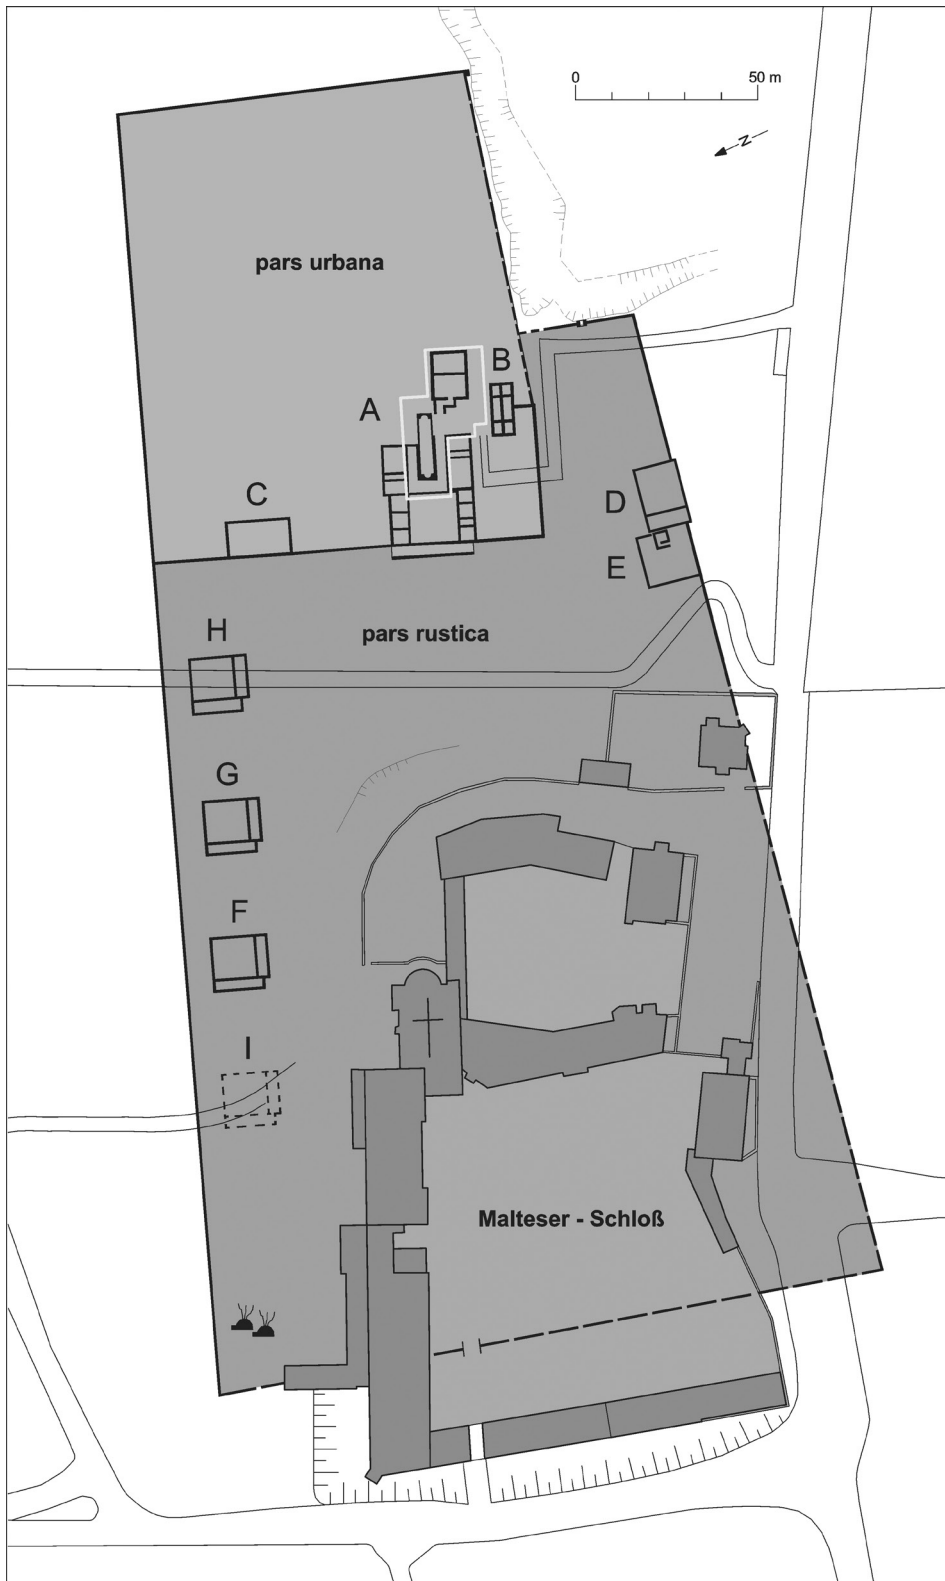 0 50 m
N
pars urbana
B
A
C
D
E
H
pars rustica
G
F
I
Malteser - Schloß